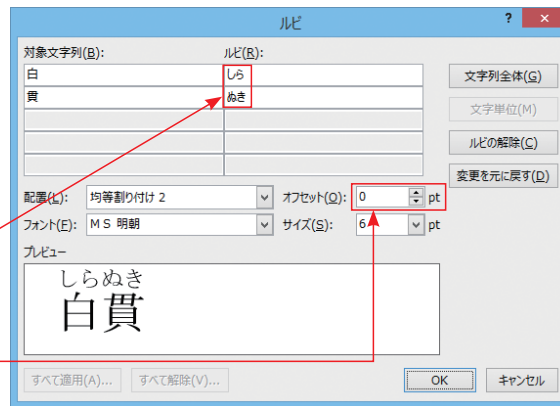 ルビ ? ×
対象文字列(B): ルビ(R):
白 しら 文字列全体(G)
貫 ぬき 文字単位(M)
ルビの解除(C)
変更を元に戻す(D)
配置(L): 均等割り付け 2 オフセット(O): 0 pt
フォント(F): ＭＳ 明朝 サイズ(S): 6 pt
プレビュー
しらぬき
白貫
すべて適用(A)... すべて解除(V)... OK キャンセル